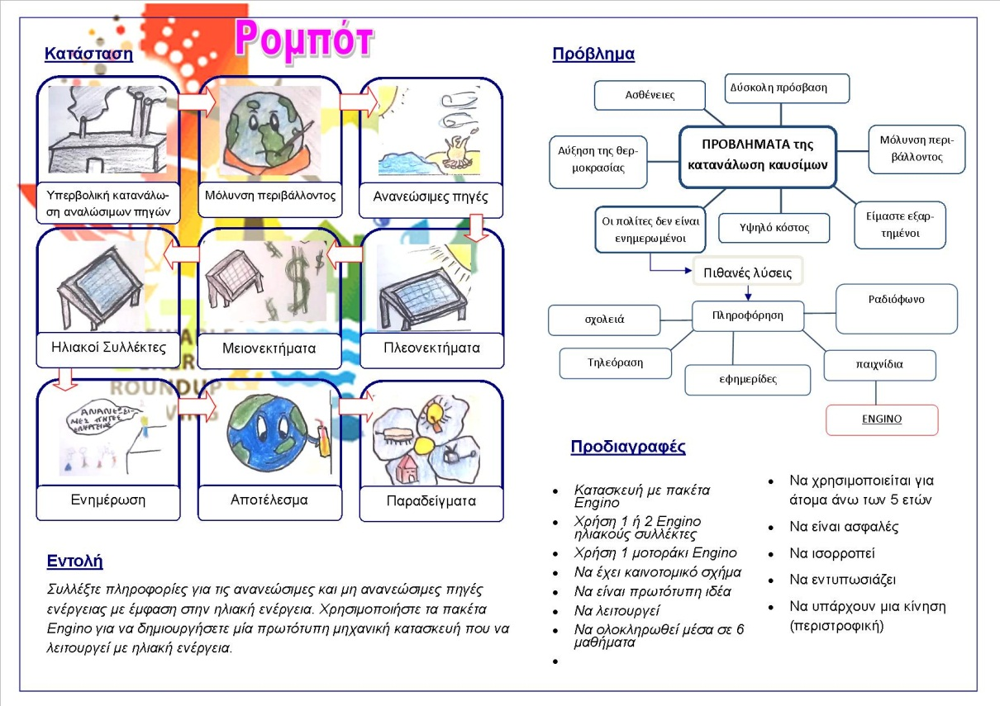 Ρομπότ
Κατάσταση
Υπερβολική κατανάλω-
ση αναλώσιμων πηγών
Μόλυνση περιβάλλοντος
Ανανεώσιμες πηγές
Ηλιακοί Συλλέκτες
Μειονεκτήματα
Πλεονεκτήματα
ROUNDUP
ΑΝΑΝΕΩΣΙ-
ΜΕΣ ΠΗΓΕΣ
ΕΝΕΡΓΕΙΑΣ
Ενημέρωση
Αποτέλεσμα
Παραδείγματα
Εντολή
Συλλέξτε πληροφορίες για τις ανανεώσιμες και μη ανανεώσιμες πηγές
ενέργειας με έμφαση στην ηλιακή ενέργεια. Χρησιμοποιήστε τα πακέτα
Engino για να δημιουργήσετε μία πρωτότυπη μηχανική κατασκευή που να
λειτουργεί με ηλιακή ενέργεια.
Πρόβλημα
Ασθένειες
Δύσκολη πρόσβαση
Αύξηση της θερ-
μοκρασίας
ΠΡΟΒΛΗΜΑΤΑ της
κατανάλωση καυσίμων
Μόλυνση περι-
βάλλοντος
Οι πολίτες δεν είναι
ενημερωμένοι
Υψηλό κόστος
Είμαστε εξαρ-
τημένοι
Πιθανές λύσεις
σχολειά
Πληροφόρηση
Ραδιόφωνο
Τηλεόραση
εφημερίδες
παιχνίδια
ENGINO
Προδιαγραφές
• Κατασκευή με πακέτα
Engino
• Χρήση 1 ή 2 Engino
ηλιακούς συλλέκτες
• Χρήση 1 μοτοράκι Engino
• Να έχει καινοτομικό σχήμα
• Να είναι πρωτότυπη ιδέα
• Να λειτουργεί
• Να ολοκληρωθεί μέσα σε 6
μαθήματα
•
• Να χρησιμοποιείται για
άτομα άνω των 5 ετών
• Να είναι ασφαλές
• Να ισορροπεί
• Να εντυπωσιάζει
• Να υπάρχουν μια κίνηση
(περιστροφική)